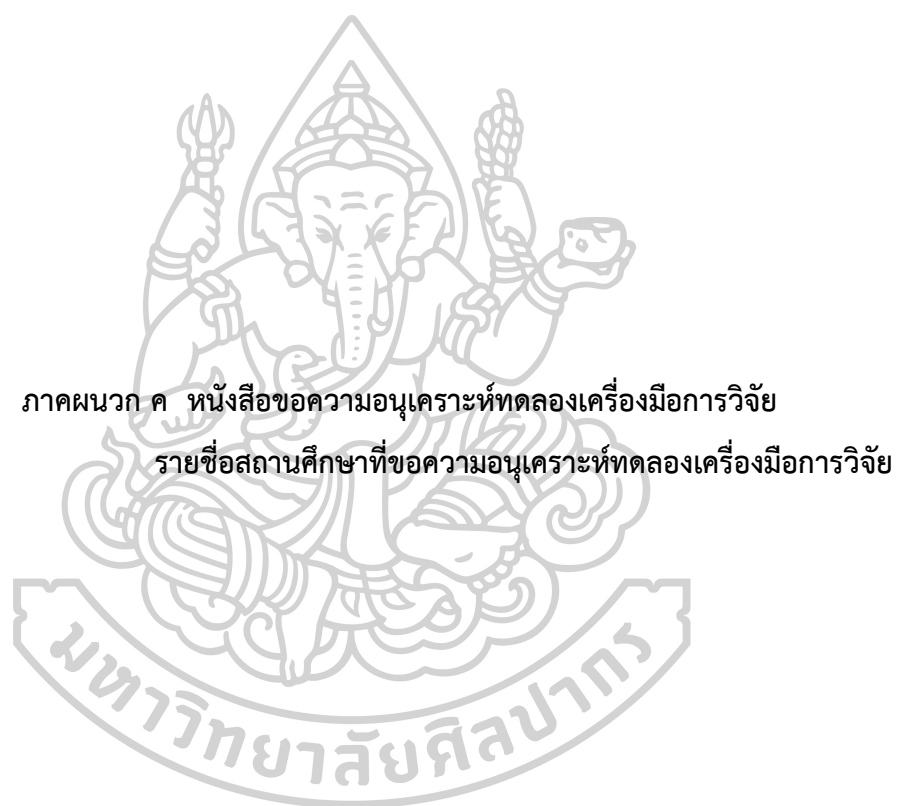 ภาคผนวก ค หนังสือขอความอนุเคราะห์ทดลองเครื่องมือการวิจัย
รายชื่อสถานศึกษาที่ขอความอนุเคราะห์ทดลองเครื่องมือการวิจัย
มหาวิทยาลัยศิลปากร